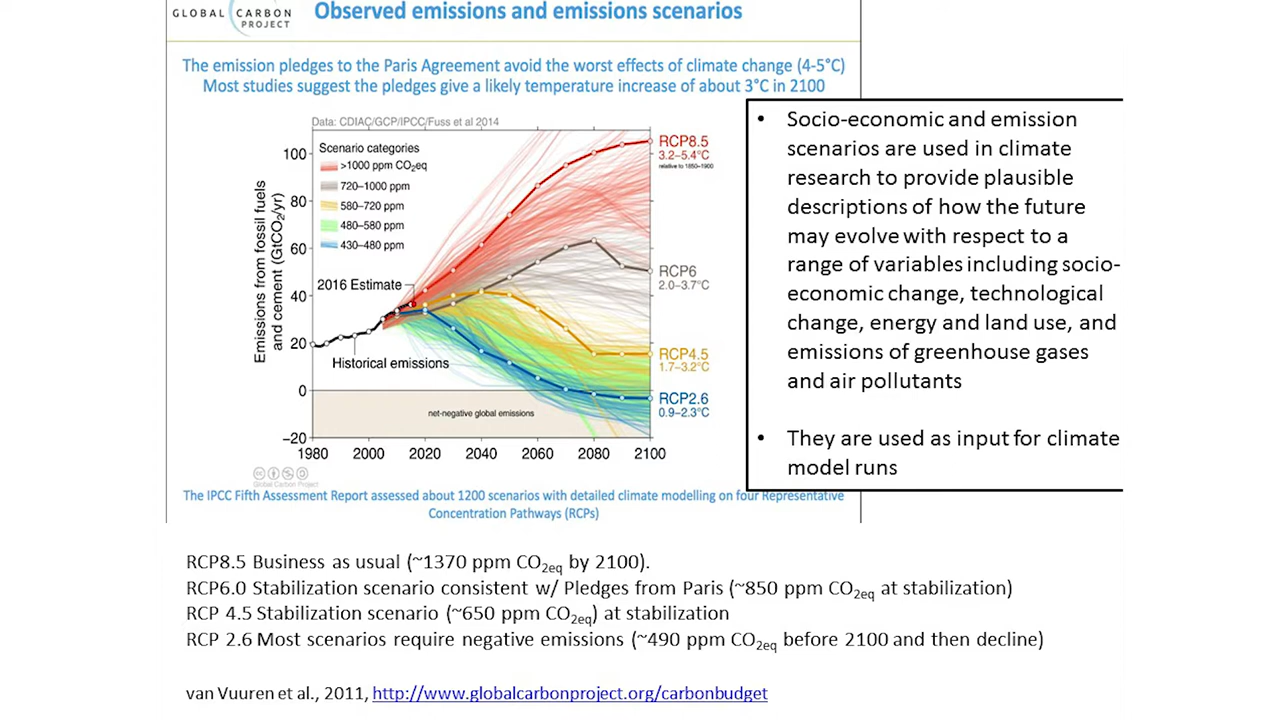 GLOBAL CARBON
PROJECT
Observed emissions and emissions scenarios
The emission pledges to the Paris Agreement avoid the worst effects of climate change (4-5°C)
Most studies suggest the pledges give a likely temperature increase of about 3°C in 2100
Data: CDIAC/GCP/IPCC/Fuss et al 2014
Scenario categories
>1000 ppm CO₂eq
720–1000 ppm
580–720 ppm
480–580 ppm
430–480 ppm
Emissions from fossil fuels
and cement (GtCO₂/yr)
100
80
60
40
20
0
−20
1980
2000
2020
2040
2060
2080
2100
2016 Estimate
Historical emissions
net-negative global emissions
RCP8.5
3.2–5.4°C
relative to 1850–1900
RCP6
2.0–3.7°C
RCP4.5
1.7–3.2°C
RCP2.6
0.9–2.3°C
Global Carbon Project
The IPCC Fifth Assessment Report assessed about 1200 scenarios with detailed climate modelling on four Representative
Concentration Pathways (RCPs)
• Socio-economic and emission
scenarios are used in climate
research to provide plausible
descriptions of how the future
may evolve with respect to a
range of variables including socio-
economic change, technological
change, energy and land use, and
emissions of greenhouse gases
and air pollutants
• They are used as input for climate
model runs
RCP8.5 Business as usual (~1370 ppm CO₂eq by 2100).
RCP6.0 Stabilization scenario consistent w/ Pledges from Paris (~850 ppm CO₂eq at stabilization)
RCP 4.5 Stabilization scenario (~650 ppm CO₂eq) at stabilization
RCP 2.6 Most scenarios require negative emissions (~490 ppm CO₂eq before 2100 and then decline)
van Vuuren et al., 2011, http://www.globalcarbonproject.org/carbonbudget